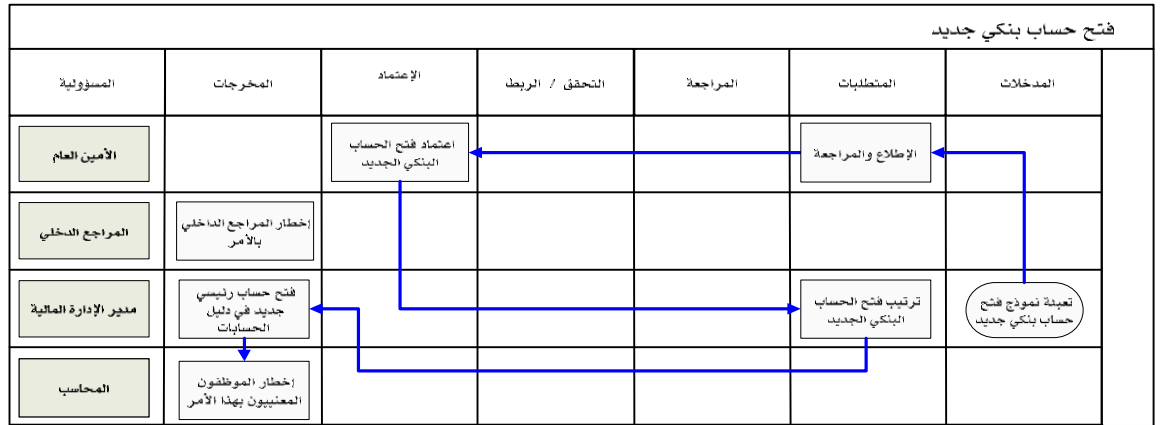 فتح حساب بنكي جديد
المدخلات
المتطلبات
المراجعة
التحقق / الربط
الإعتماد
المخرجات
المسؤولية
الإطلاع والمراجعة
اعتماد فتح الحساب
البنكي الجديد
الأمين العام
إخطار المراجع الداخلي
بالأمر
المراجع الدخلي
تعبئة نموذج فتح
حساب بنكي جديد
ترتيب فتح الحساب
البنكي الجديد
فتح حساب رئيسي
جديد في دليل
الحسابات
مدير الإدارة المالية
إخطار الموظفون
المعنييون بهذا الأمر
المحاسب